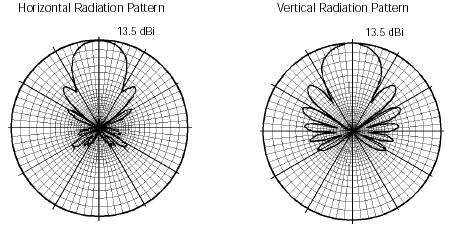 Horizontal Radiation Pattern
13.5 dBi
Vertical Radiation Pattern
13.5 dBi